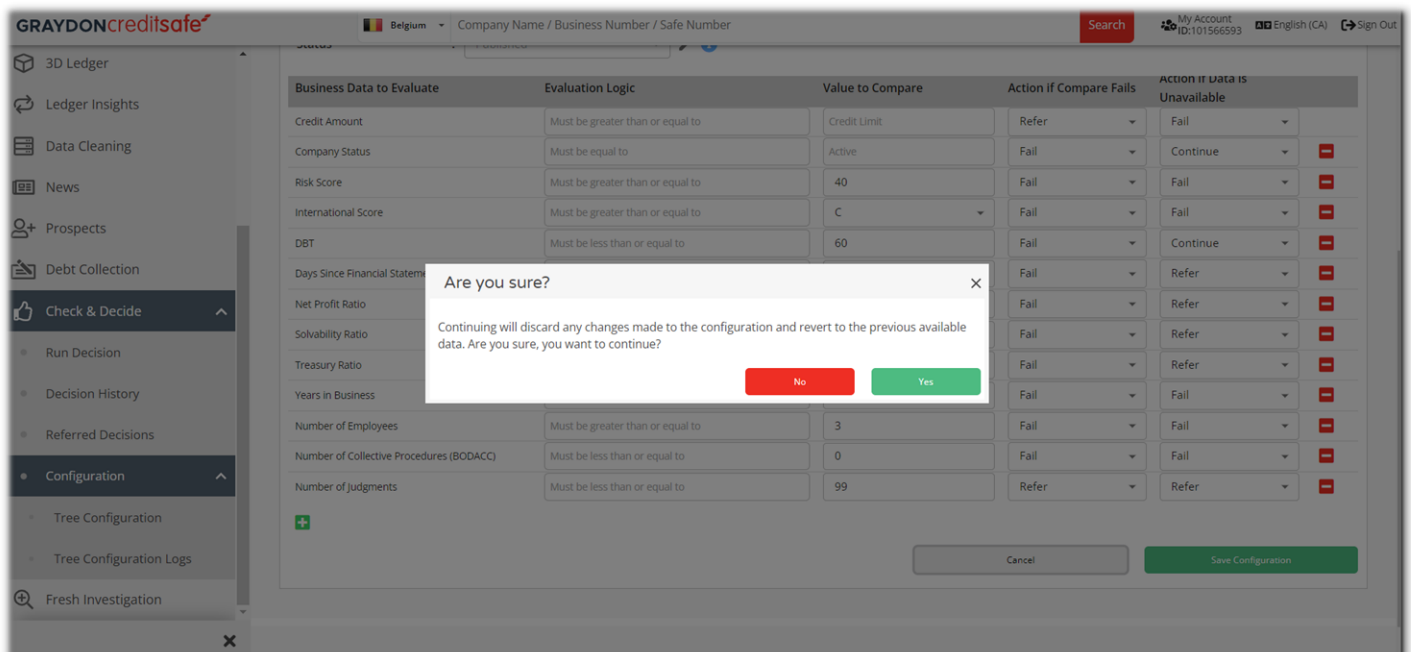 GRAYDONcreditsafe
Belgium
Company Name / Business Number / Safe Number
Search
My Account
ID:101566593
English (CA)
Sign Out
Status : Published
3D Ledger
Ledger Insights
Data Cleaning
News
Prospects
Debt Collection
Check & Decide
Run Decision
Decision History
Referred Decisions
Configuration
Tree Configuration
Tree Configuration Logs
Fresh Investigation
Business Data to Evaluate Evaluation Logic Value to Compare Action if Compare Fails Action if Data is
Unavailable
Credit Amount Must be greater than or equal to Credit Limit Refer Fail
Company Status Must be equal to Active Fail Continue
Risk Score Must be greater than or equal to 40 Fail Fail
International Score Must be greater than or equal to C Fail Fail
DBT Must be less than or equal to 60 Fail Continue
Days Since Financial Stateme Fail Refer
Net Profit Ratio Fail Refer
Solvability Ratio Fail Refer
Treasury Ratio Fail Refer
Years in Business Fail Fail
Number of Employees Must be greater than or equal to 3 Fail Fail
Number of Collective Procedures (BODACC) Must be less than or equal to 0 Fail Fail
Number of Judgments Must be less than or equal to 99 Refer Refer
Are you sure?
Continuing will discard any changes made to the configuration and revert to the previous available
data. Are you sure, you want to continue?
No
Yes
Cancel
Save Configuration